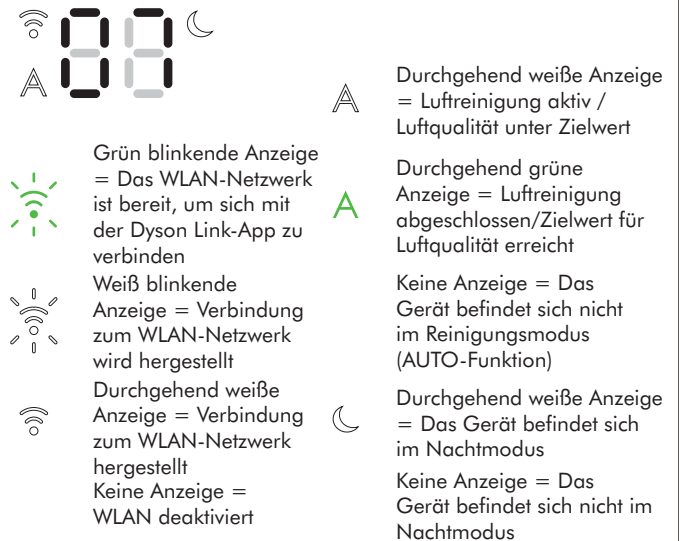 07
A
Grün blinkende Anzeige
= Das WLAN-Netzwerk
ist bereit, um sich mit
der Dyson Link-App zu
verbinden
Weiß blinkende
Anzeige = Verbindung
zum WLAN-Netzwerk
wird hergestellt
Durchgehend weiße
Anzeige = Verbindung
zum WLAN-Netzwerk
hergestellt
Keine Anzeige =
WLAN deaktiviert
A
Durchgehend weiße Anzeige
= Luftreinigung aktiv /
Luftqualität unter Zielwert
A
Durchgehend grüne
Anzeige = Luftreinigung
abgeschlossen/Zielwert für
Luftqualität erreicht
Keine Anzeige = Das
Gerät befindet sich nicht
im Reinigungsmodus
(AUTO-Funktion)
Durchgehend weiße Anzeige
= Das Gerät befindet sich
im Nachtmodus
Keine Anzeige = Das
Gerät befindet sich nicht im
Nachtmodus